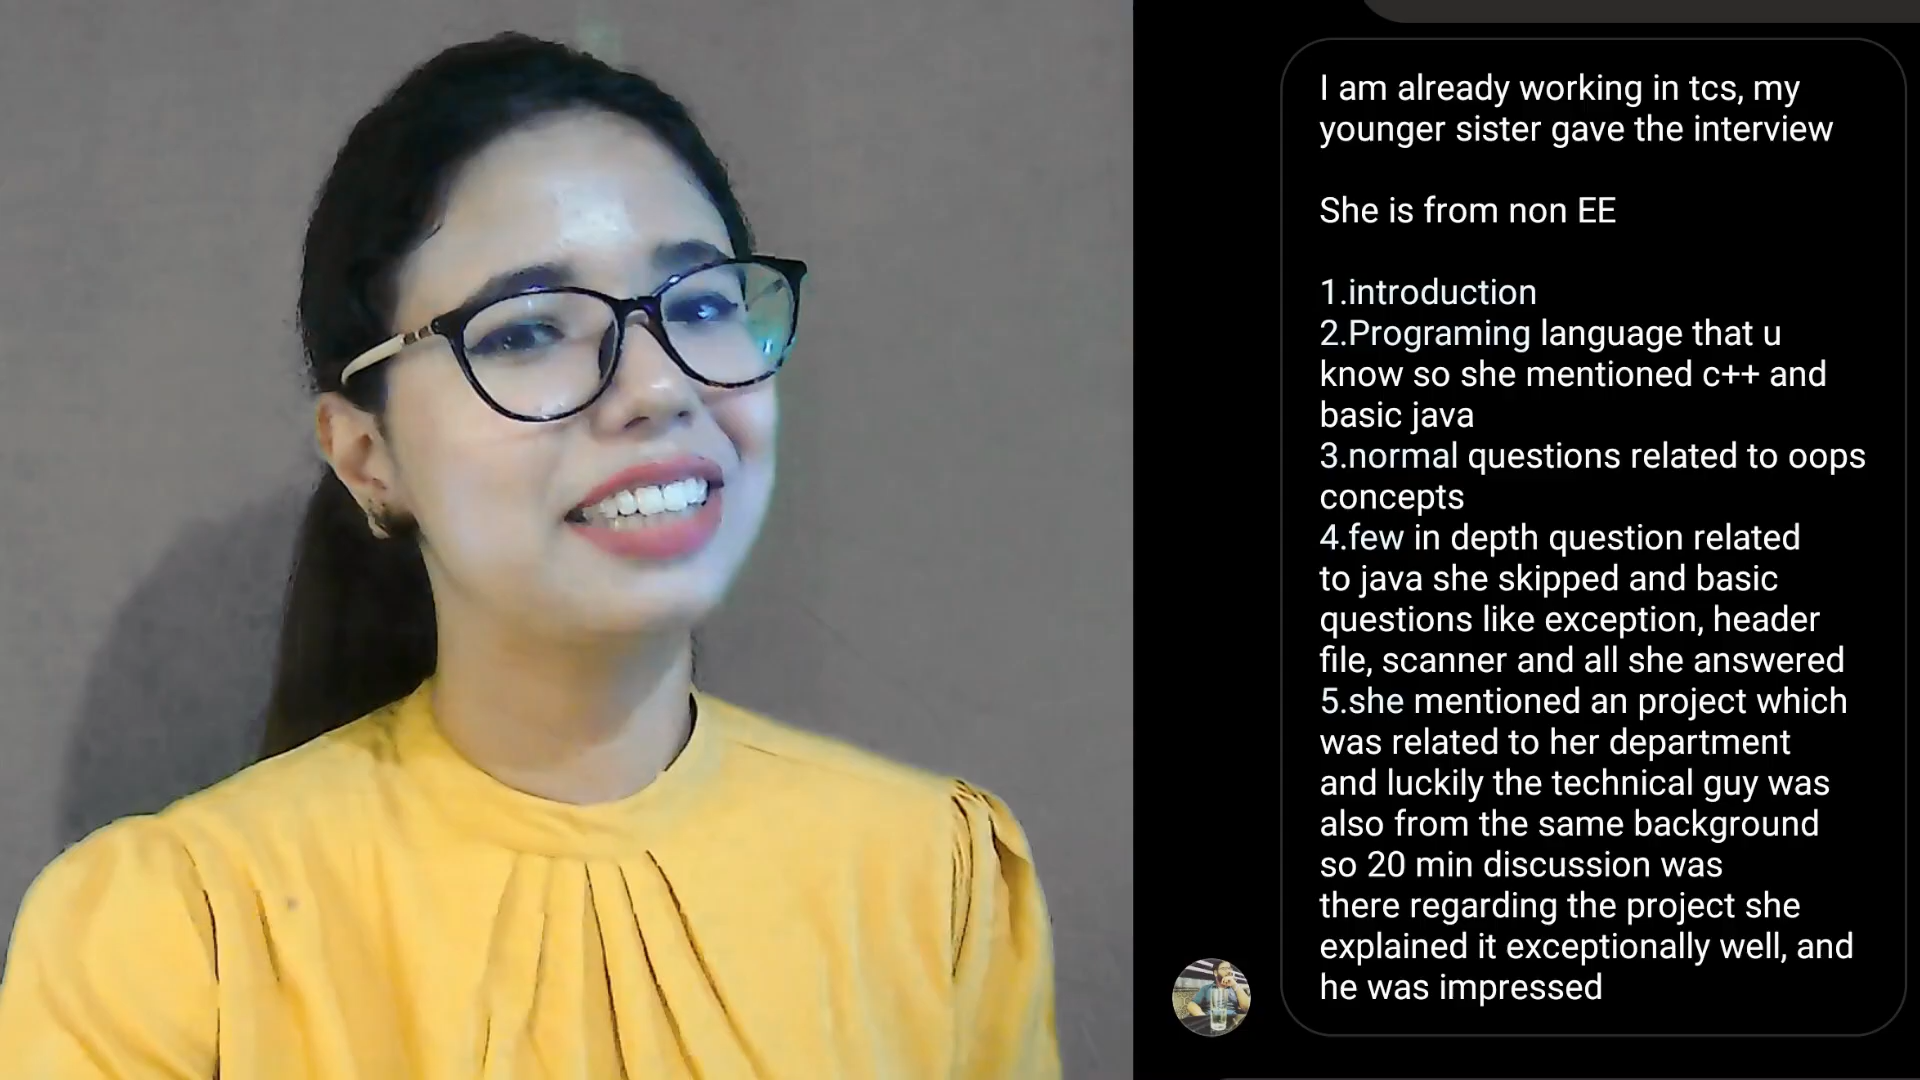 I am already working in tcs, my
younger sister gave the interview
She is from non EE
1.introduction
2.Programing language that u
know so she mentioned c++ and
basic java
3.normal questions related to oops
concepts
4.few in depth question related
to java she skipped and basic
questions like exception, header
file, scanner and all she answered
5.she mentioned an project which
was related to her department
and luckily the technical guy was
also from the same background
so 20 min discussion was
there regarding the project she
explained it exceptionally well, and
he was impressed